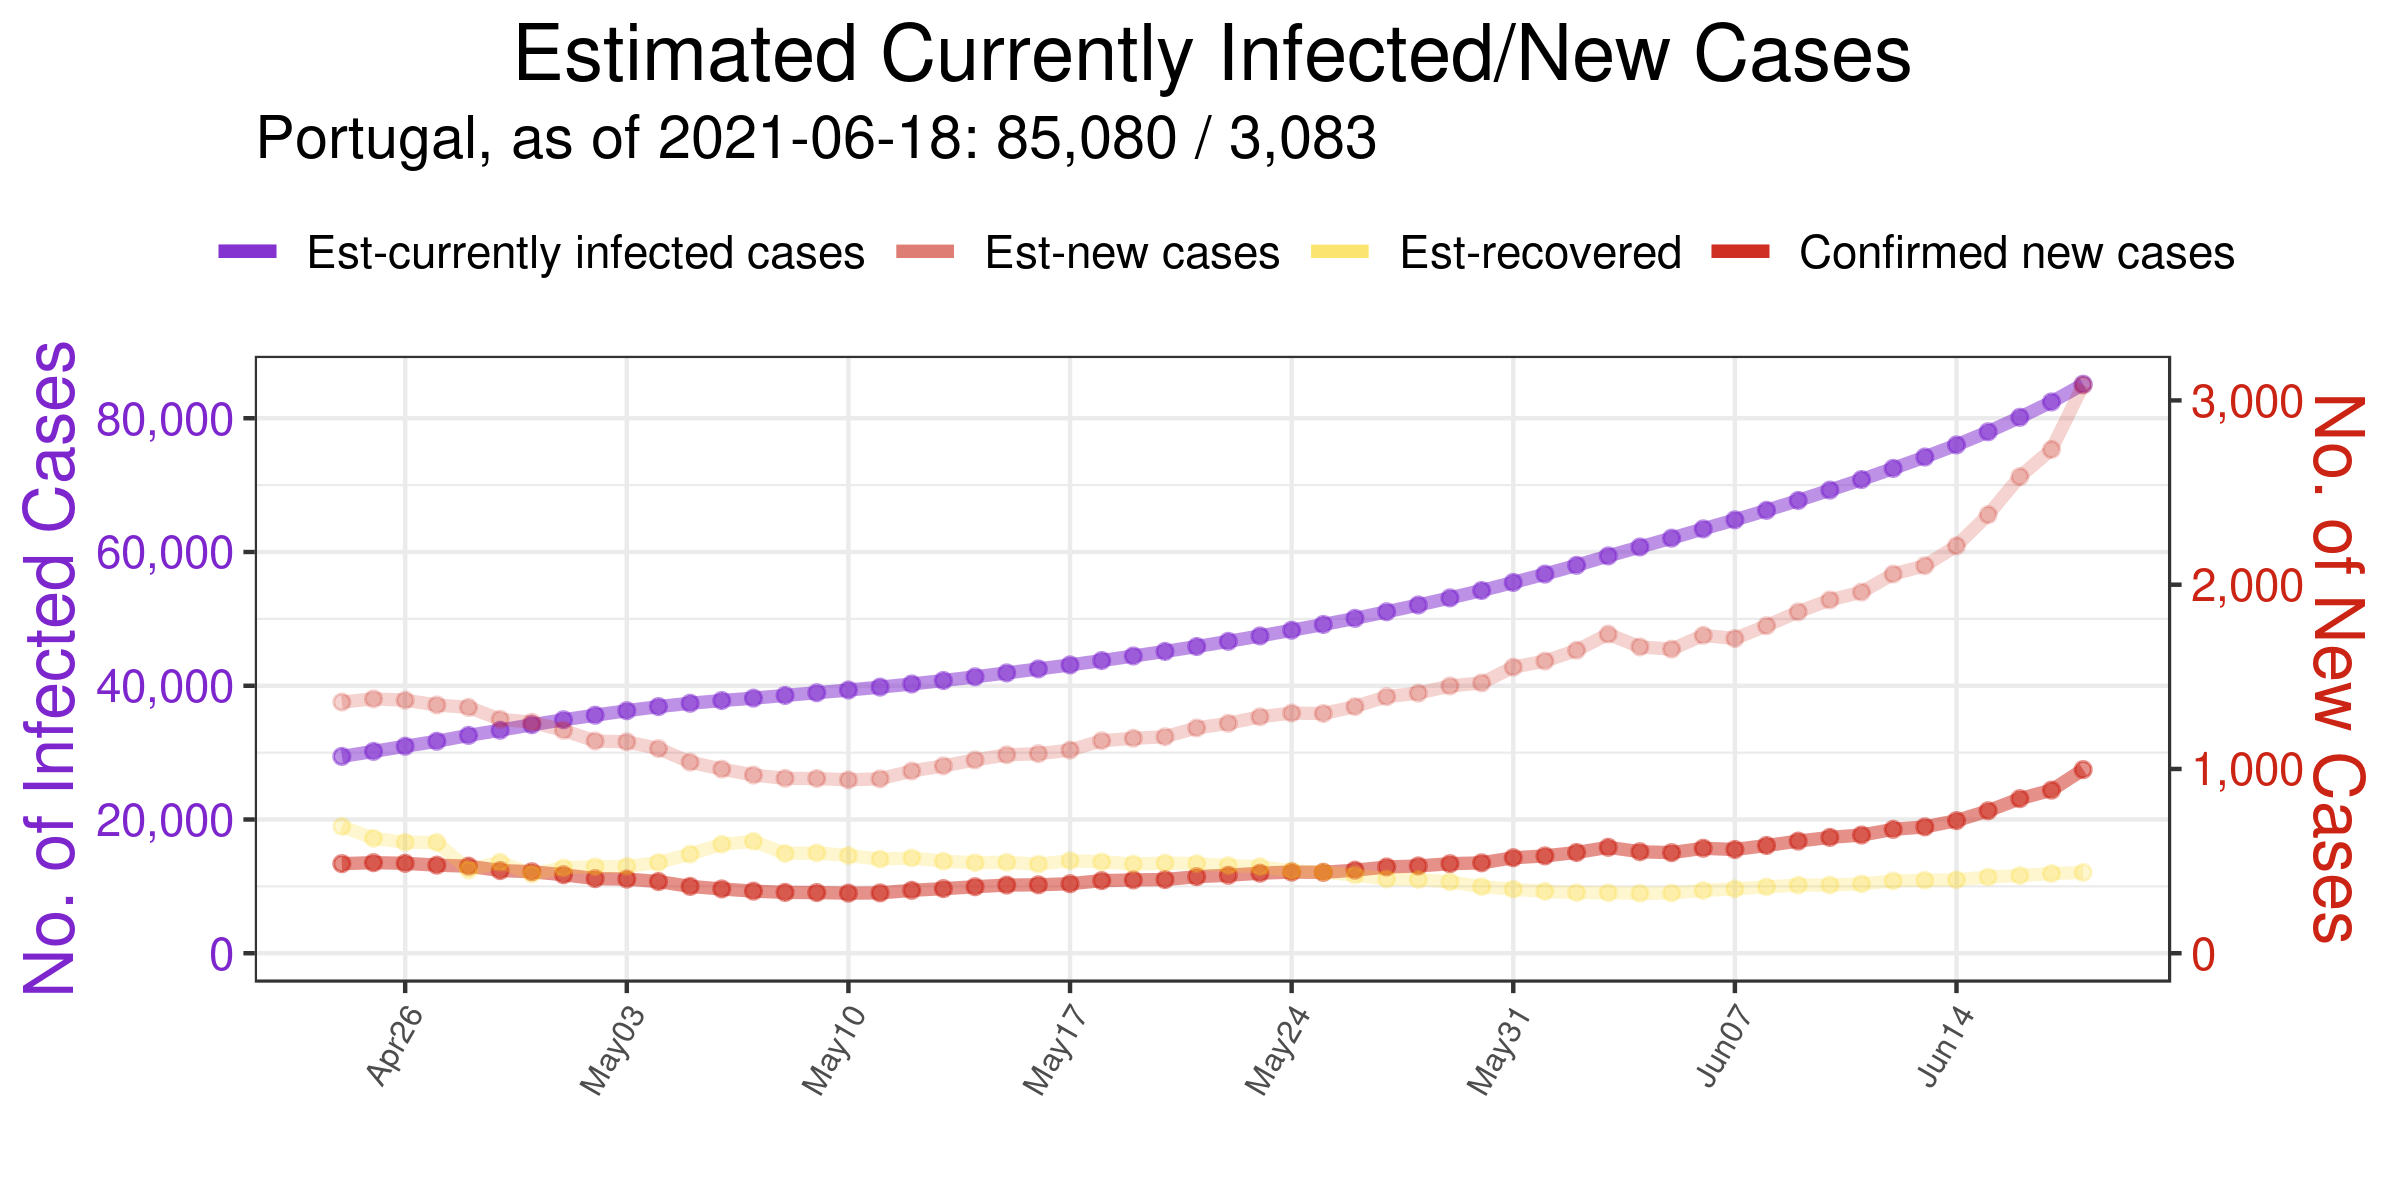 Estimated Currently Infected/New Cases
Portugal, as of 2021-06-18: 85,080 / 3,083
Est-currently infected cases Est-new cases Est-recovered Confirmed new cases
No. of Infected Cases
80,000
60,000
40,000
20,000
0
3,000
2,000
1,000
0
No. of New Cases
Apr26 May03 May10 May17 May24 May31 Jun07 Jun14